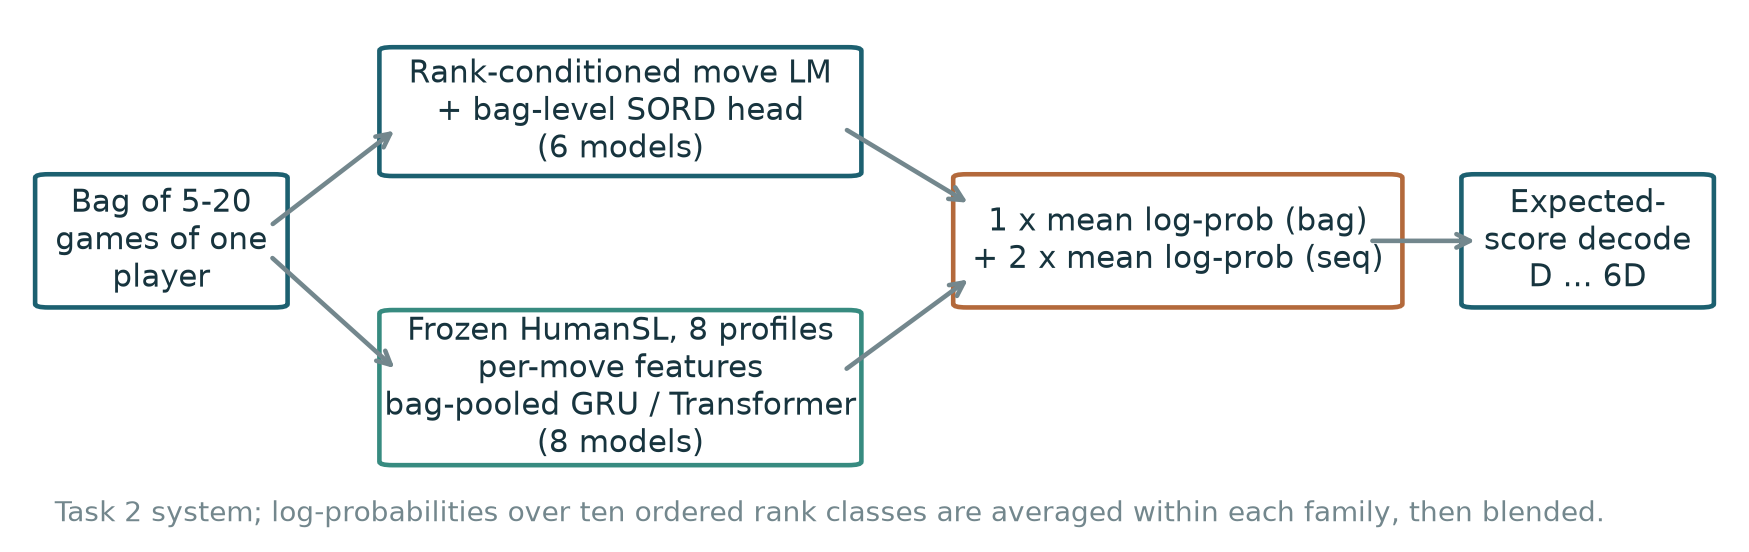 Bag of 5-20
games of one
player
Rank-conditioned move LM
+ bag-level SORD head
(6 models)
Frozen HumanSL, 8 profiles
per-move features
bag-pooled GRU / Transformer
(8 models)
1 x mean log-prob (bag)
+ 2 x mean log-prob (seq)
Expected-
score decode
D ... 6D
Task 2 system; log-probabilities over ten ordered rank classes are averaged within each family, then blended.